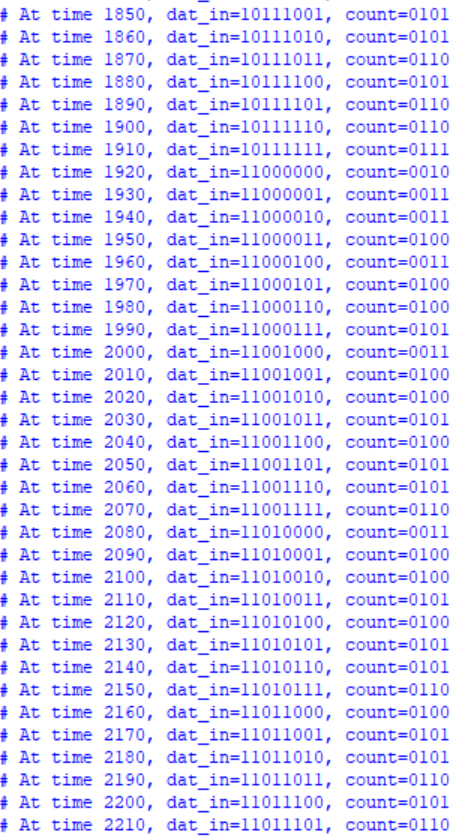 # At time 1850, dat_in=10111001, count=0101
# At time 1860, dat_in=10111010, count=0101
# At time 1870, dat_in=10111011, count=0110
# At time 1880, dat_in=10111100, count=0101
# At time 1890, dat_in=10111101, count=0110
# At time 1900, dat_in=10111110, count=0110
# At time 1910, dat_in=10111111, count=0111
# At time 1920, dat_in=11000000, count=0010
# At time 1930, dat_in=11000001, count=0011
# At time 1940, dat_in=11000010, count=0011
# At time 1950, dat_in=11000011, count=0100
# At time 1960, dat_in=11000100, count=0011
# At time 1970, dat_in=11000101, count=0100
# At time 1980, dat_in=11000110, count=0100
# At time 1990, dat_in=11000111, count=0101
# At time 2000, dat_in=11001000, count=0011
# At time 2010, dat_in=11001001, count=0100
# At time 2020, dat_in=11001010, count=0100
# At time 2030, dat_in=11001011, count=0101
# At time 2040, dat_in=11001100, count=0100
# At time 2050, dat_in=11001101, count=0101
# At time 2060, dat_in=11001110, count=0101
# At time 2070, dat_in=11001111, count=0110
# At time 2080, dat_in=11010000, count=0011
# At time 2090, dat_in=11010001, count=0100
# At time 2100, dat_in=11010010, count=0100
# At time 2110, dat_in=11010011, count=0101
# At time 2120, dat_in=11010100, count=0100
# At time 2130, dat_in=11010101, count=0101
# At time 2140, dat_in=11010110, count=0101
# At time 2150, dat_in=11010111, count=0110
# At time 2160, dat_in=11011000, count=0100
# At time 2170, dat_in=11011001, count=0101
# At time 2180, dat_in=11011010, count=0101
# At time 2190, dat_in=11011011, count=0110
# At time 2200, dat_in=11011100, count=0101
# At time 2210, dat_in=11011101, count=0110